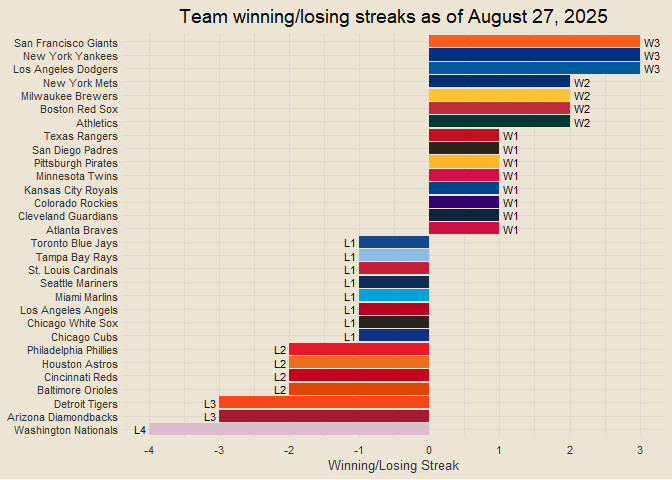 Team winning/losing streaks as of August 27, 2025
San Francisco Giants W3
New York Yankees W3
Los Angeles Dodgers W3
New York Mets W2
Milwaukee Brewers W2
Boston Red Sox W2
Athletics W2
Texas Rangers W1
San Diego Padres W1
Pittsburgh Pirates W1
Minnesota Twins W1
Kansas City Royals W1
Colorado Rockies W1
Cleveland Guardians W1
Atlanta Braves W1
Toronto Blue Jays L1
Tampa Bay Rays L1
St. Louis Cardinals L1
Seattle Mariners L1
Miami Marlins L1
Los Angeles Angels L1
Chicago White Sox L1
Chicago Cubs L1
Philadelphia Phillies L2
Houston Astros L2
Cincinnati Reds L2
Baltimore Orioles L2
Detroit Tigers L3
Arizona Diamondbacks L3
Washington Nationals L4
-4 -3 -2 -1 0 1 2 3
Winning/Losing Streak